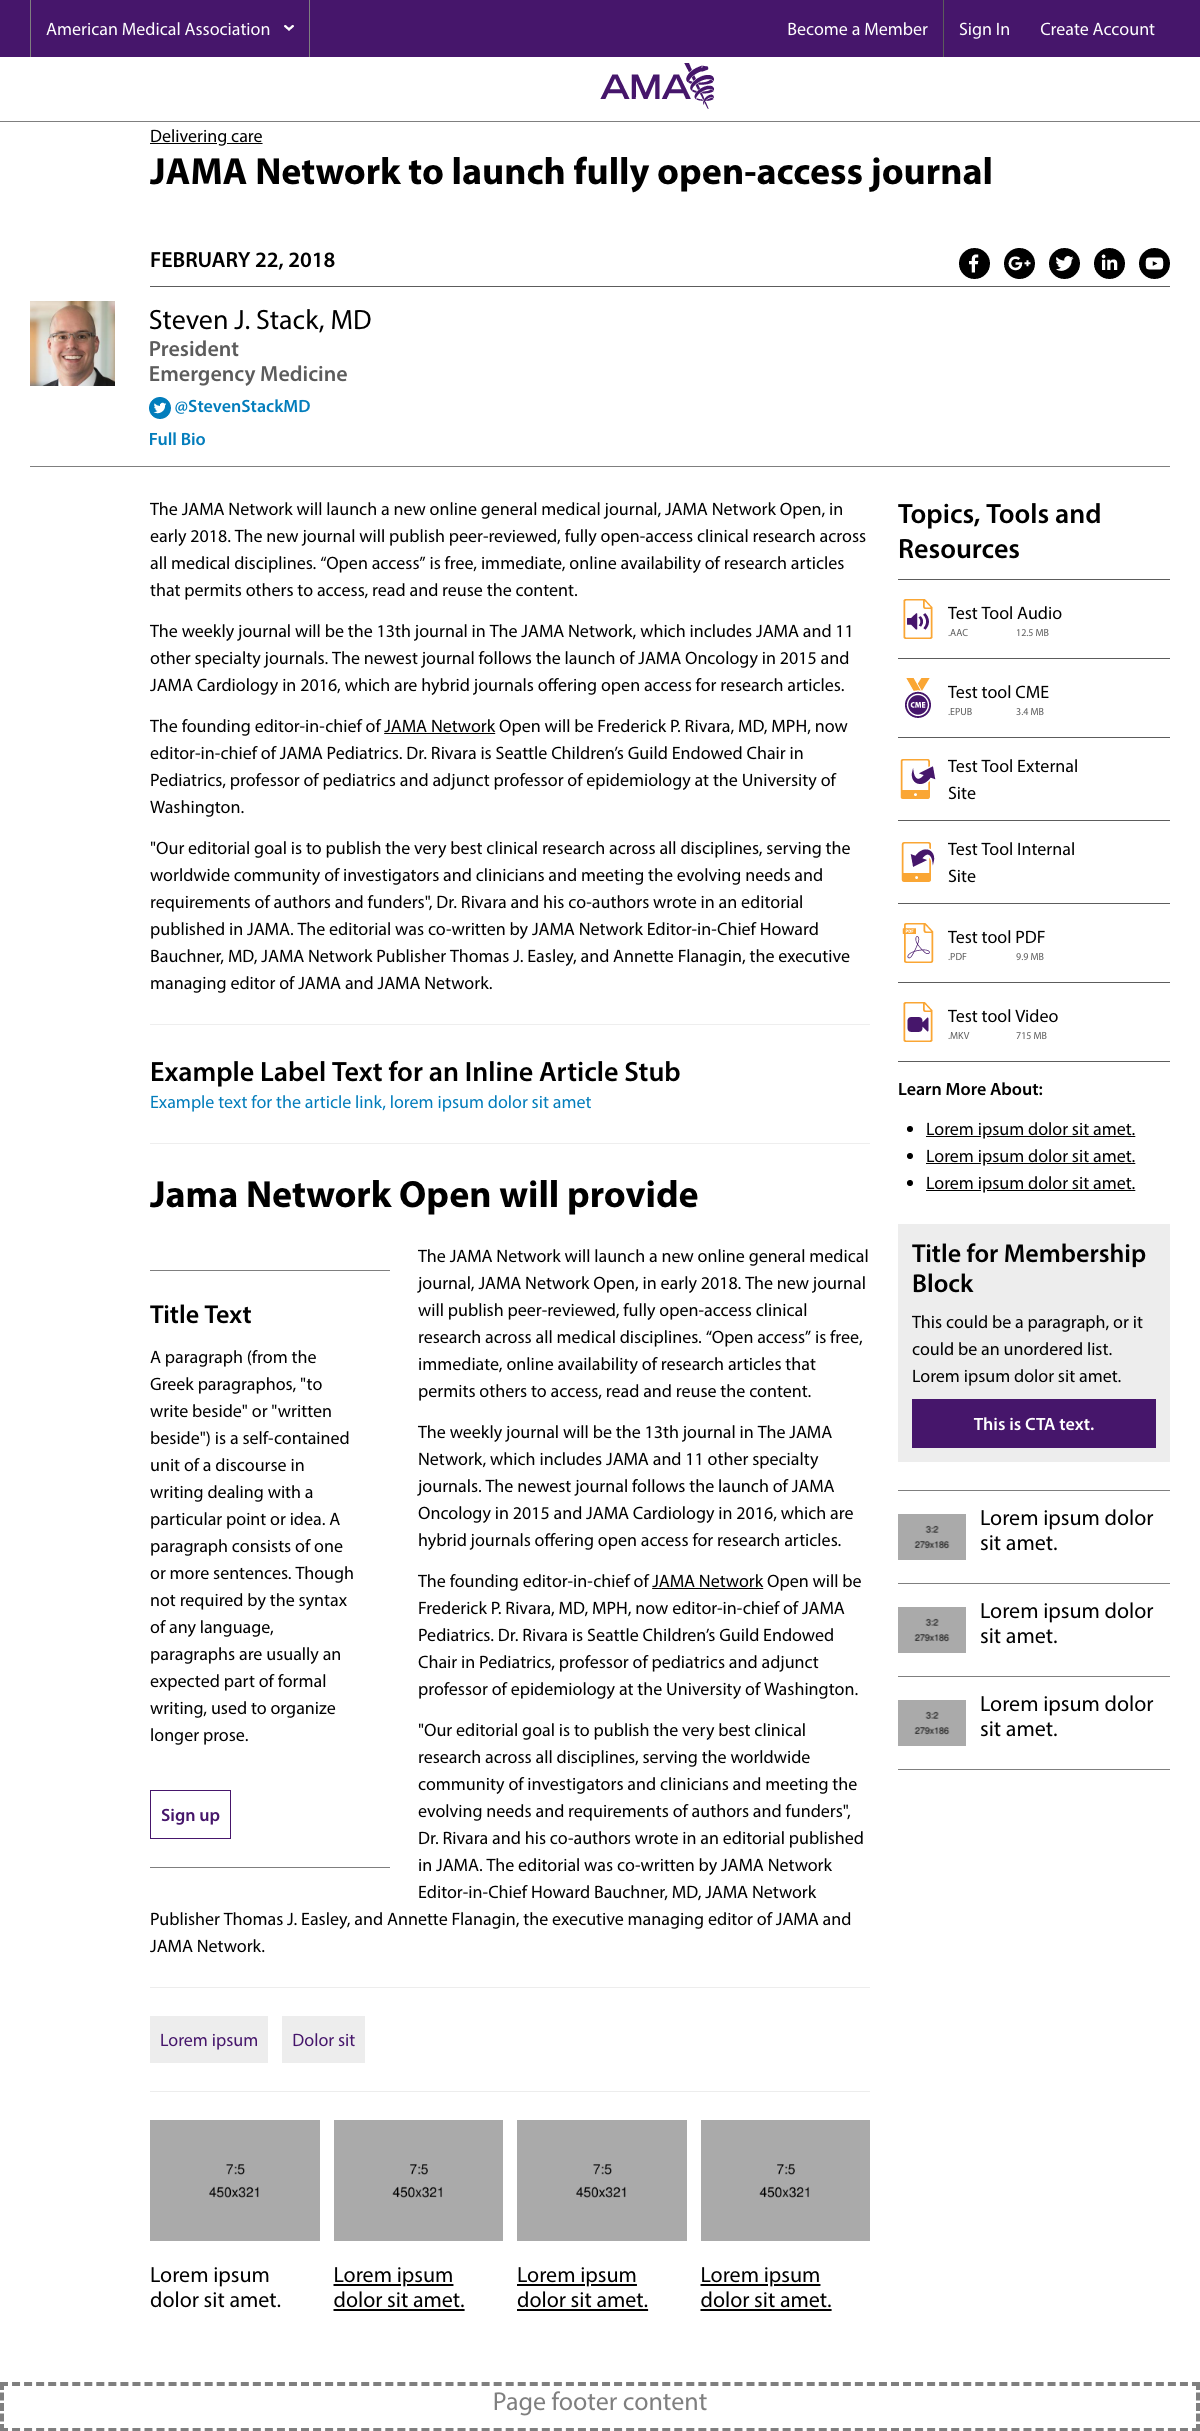 American Medical Association
Become a Member
Sign In
Create Account
AMA
Delivering care
JAMA Network to launch fully open-access journal
FEBRUARY 22, 2018
Steven J. Stack, MD
President
Emergency Medicine
@StevenStackMD
Full Bio
The JAMA Network will launch a new online general medical journal, JAMA Network Open, in
early 2018. The new journal will publish peer-reviewed, fully open-access clinical research across
all medical disciplines. “Open access” is free, immediate, online availability of research articles
that permits others to access, read and reuse the content.
The weekly journal will be the 13th journal in The JAMA Network, which includes JAMA and 11
other specialty journals. The newest journal follows the launch of JAMA Oncology in 2015 and
JAMA Cardiology in 2016, which are hybrid journals offering open access for research articles.
The founding editor-in-chief of JAMA Network Open will be Frederick P. Rivara, MD, MPH, now
editor-in-chief of JAMA Pediatrics. Dr. Rivara is Seattle Children’s Guild Endowed Chair in
Pediatrics, professor of pediatrics and adjunct professor of epidemiology at the University of
Washington.
"Our editorial goal is to publish the very best clinical research across all disciplines, serving the
worldwide community of investigators and clinicians and meeting the evolving needs and
requirements of authors and funders", Dr. Rivara and his co-authors wrote in an editorial
published in JAMA. The editorial was co-written by JAMA Network Editor-in-Chief Howard
Bauchner, MD, JAMA Network Publisher Thomas J. Easley, and Annette Flanagin, the executive
managing editor of JAMA and JAMA Network.
Example Label Text for an Inline Article Stub
Example text for the article link, lorem ipsum dolor sit amet
Jama Network Open will provide
Title Text
A paragraph (from the
Greek paragraphos, "to
write beside" or "written
beside") is a self-contained
unit of a discourse in
writing dealing with a
particular point or idea. A
paragraph consists of one
or more sentences. Though
not required by the syntax
of any language,
paragraphs are usually an
expected part of formal
writing, used to organize
longer prose.
Sign up
The JAMA Network will launch a new online general medical
journal, JAMA Network Open, in early 2018. The new journal
will publish peer-reviewed, fully open-access clinical
research across all medical disciplines. “Open access” is free,
immediate, online availability of research articles that
permits others to access, read and reuse the content.
The weekly journal will be the 13th journal in The JAMA
Network, which includes JAMA and 11 other specialty
journals. The newest journal follows the launch of JAMA
Oncology in 2015 and JAMA Cardiology in 2016, which are
hybrid journals offering open access for research articles.
The founding editor-in-chief of JAMA Network Open will be
Frederick P. Rivara, MD, MPH, now editor-in-chief of JAMA
Pediatrics. Dr. Rivara is Seattle Children’s Guild Endowed
Chair in Pediatrics, professor of pediatrics and adjunct
professor of epidemiology at the University of Washington.
"Our editorial goal is to publish the very best clinical
research across all disciplines, serving the worldwide
community of investigators and clinicians and meeting the
evolving needs and requirements of authors and funders",
Dr. Rivara and his co-authors wrote in an editorial published
in JAMA. The editorial was co-written by JAMA Network
Editor-in-Chief Howard Bauchner, MD, JAMA Network
Publisher Thomas J. Easley, and Annette Flanagin, the executive managing editor of JAMA and
JAMA Network.
Lorem ipsum
Dolor sit
7:5
450x321
Lorem ipsum
dolor sit amet.
7:5
450x321
Lorem ipsum
dolor sit amet.
7:5
450x321
Lorem ipsum
dolor sit amet.
7:5
450x321
Lorem ipsum
dolor sit amet.
Topics, Tools and
Resources
Test Tool Audio
.AAC 12.5 MB
CME
Test tool CME
.EPUB 3.4 MB
Test Tool External
Site
Test Tool Internal
Site
PDF
Test tool PDF
.PDF 9.9 MB
Test tool Video
.MKV 715 MB
Learn More About:
Lorem ipsum dolor sit amet.
Lorem ipsum dolor sit amet.
Lorem ipsum dolor sit amet.
Title for Membership
Block
This could be a paragraph, or it
could be an unordered list.
Lorem ipsum dolor sit amet.
This is CTA text.
3:2
279x186
Lorem ipsum dolor
sit amet.
3:2
279x186
Lorem ipsum dolor
sit amet.
3:2
279x186
Lorem ipsum dolor
sit amet.
Page footer content